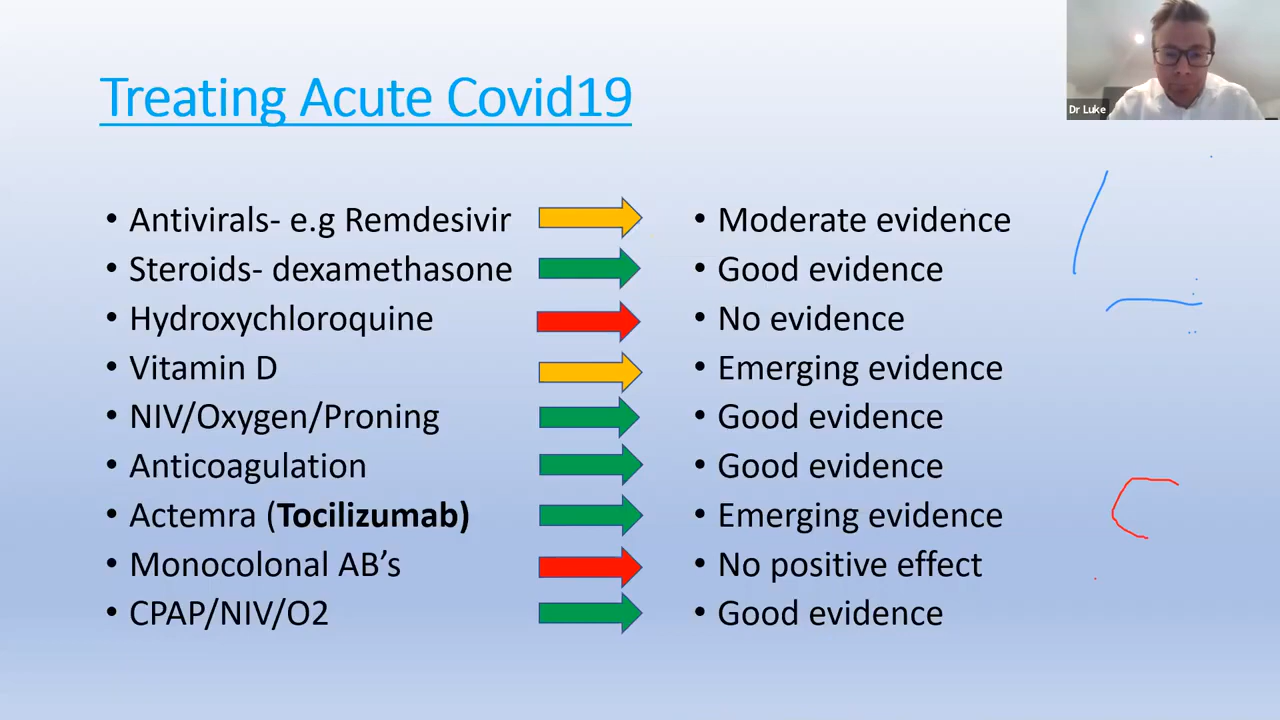 Treating Acute Covid19
Dr Luke
• Antivirals- e.g Remdesivir
• Moderate evidence
• Steroids- dexamethasone
• Good evidence
• Hydroxychloroquine
• No evidence
• Vitamin D
• Emerging evidence
• NIV/Oxygen/Proning
• Good evidence
• Anticoagulation
• Good evidence
• Actemra (Tocilizumab)
• Emerging evidence
• Monocolonal AB’s
• No positive effect
• CPAP/NIV/O2
• Good evidence